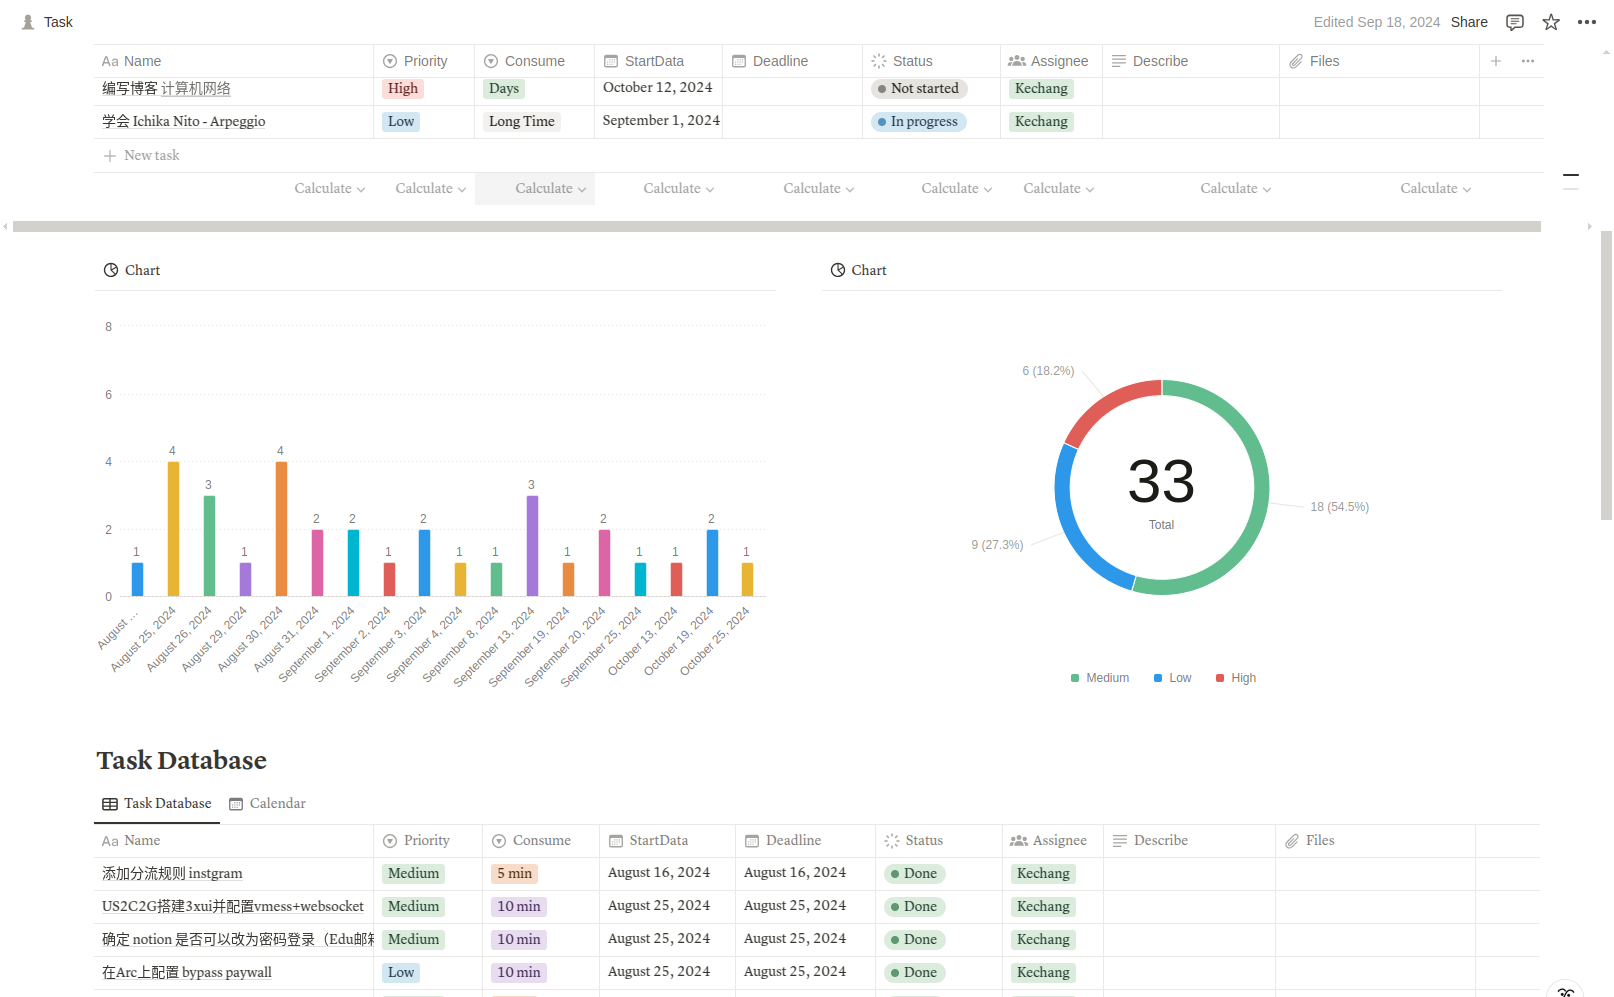 Task Edited Sep 18, 2024 Share
Aa Name Priority Consume StartData Deadline Status Assignee Describe Files
编写博客 计算机网络 High Days October 12, 2024 Not started Kechang
学会 Ichika Nito - Arpeggio Low Long Time September 1, 2024 In progress Kechang
New task
Calculate Calculate Calculate Calculate Calculate Calculate Calculate Calculate Calculate
Chart Chart
8
6
4
2
0
1 4 3 1 4 2 2 1 2 1 1 3 1 2 1 1 2 1
August ... August 25, 2024 August 26, 2024 August 29, 2024 August 30, 2024 August 31, 2024 September 1, 2024 September 2, 2024 September 3, 2024 September 4, 2024 September 8, 2024 September 13, 2024 September 19, 2024 September 20, 2024 September 25, 2024 October 13, 2024 October 19, 2024 October 25, 2024
6 (18.2%)
33
Total
18 (54.5%)
9 (27.3%)
Medium Low High
Task Database
Task Database Calendar
Aa Name Priority Consume StartData Deadline Status Assignee Describe Files
添加分流规则 instgram Medium 5 min August 16, 2024 August 16, 2024 Done Kechang
US2C2G搭建3xui并配置vmess+websocket Medium 10 min August 25, 2024 August 25, 2024 Done Kechang
确定 notion 是否可以改为密码登录（Edu邮箱 Medium 10 min August 25, 2024 August 25, 2024 Done Kechang
在Arc上配置 bypass paywall Low 10 min August 25, 2024 August 25, 2024 Done Kechang